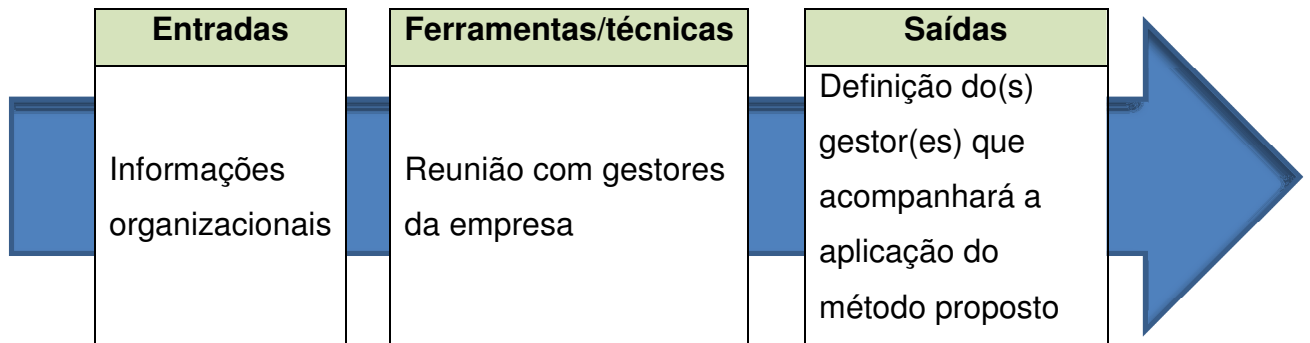 Entradas
Informações
organizacionais
Ferramentas/técnicas
Reunião com gestores
da empresa
Saídas
Definição do(s)
gestor(es) que
acompanhará a
aplicação do
método proposto